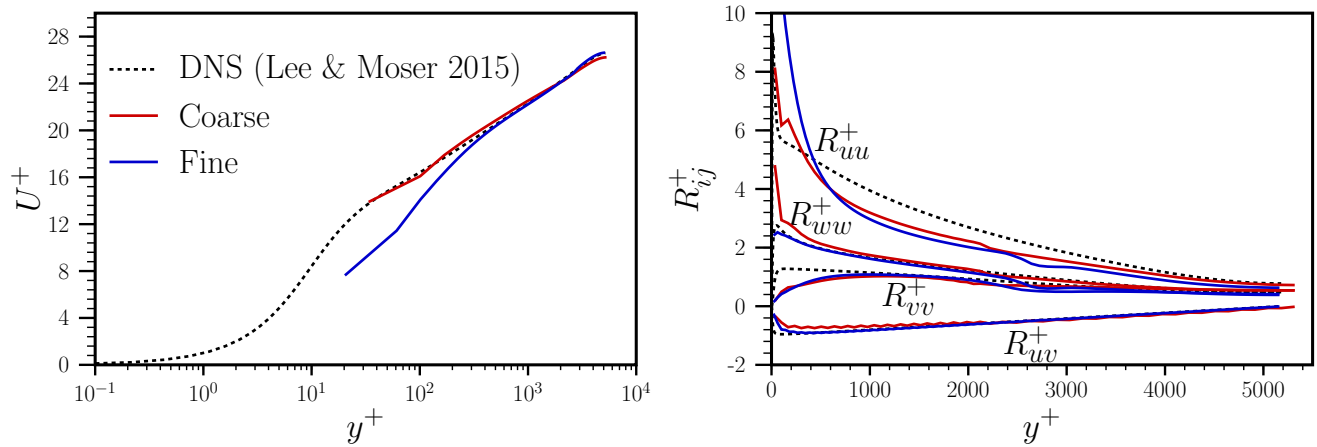 28
24
20
16
12
8
4
0
U⁺
DNS (Lee & Moser 2015)
Coarse
Fine
10⁻¹ 10⁰ 10¹ 10² 10³ 10⁴
y⁺
10
8
6
4
2
0
-2
R⁺ᵢⱼ
R⁺ᵤᵤ
R⁺ww
R⁺ᵥᵥ
R⁺ᵤᵥ
0 1000 2000 3000 4000 5000
y⁺